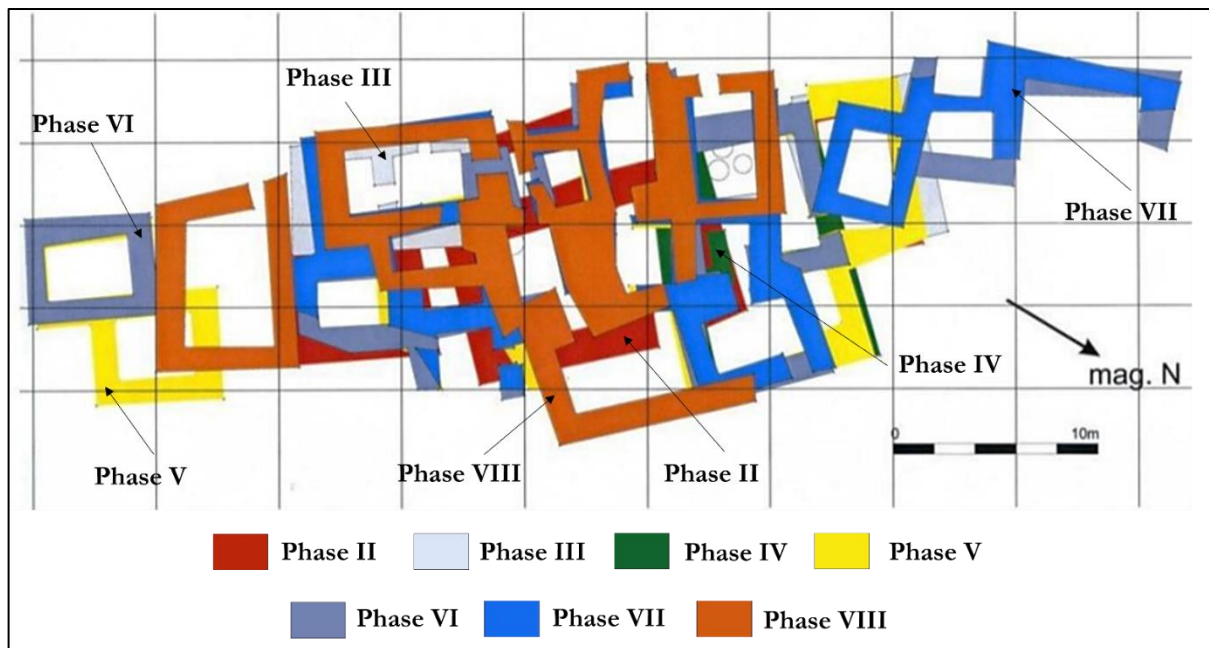 Phase III
Phase VI
Phase VII
Phase IV
mag. N
0 10m
Phase V
Phase VIII
Phase II
Phase II Phase III Phase IV Phase V
Phase VI Phase VII Phase VIII